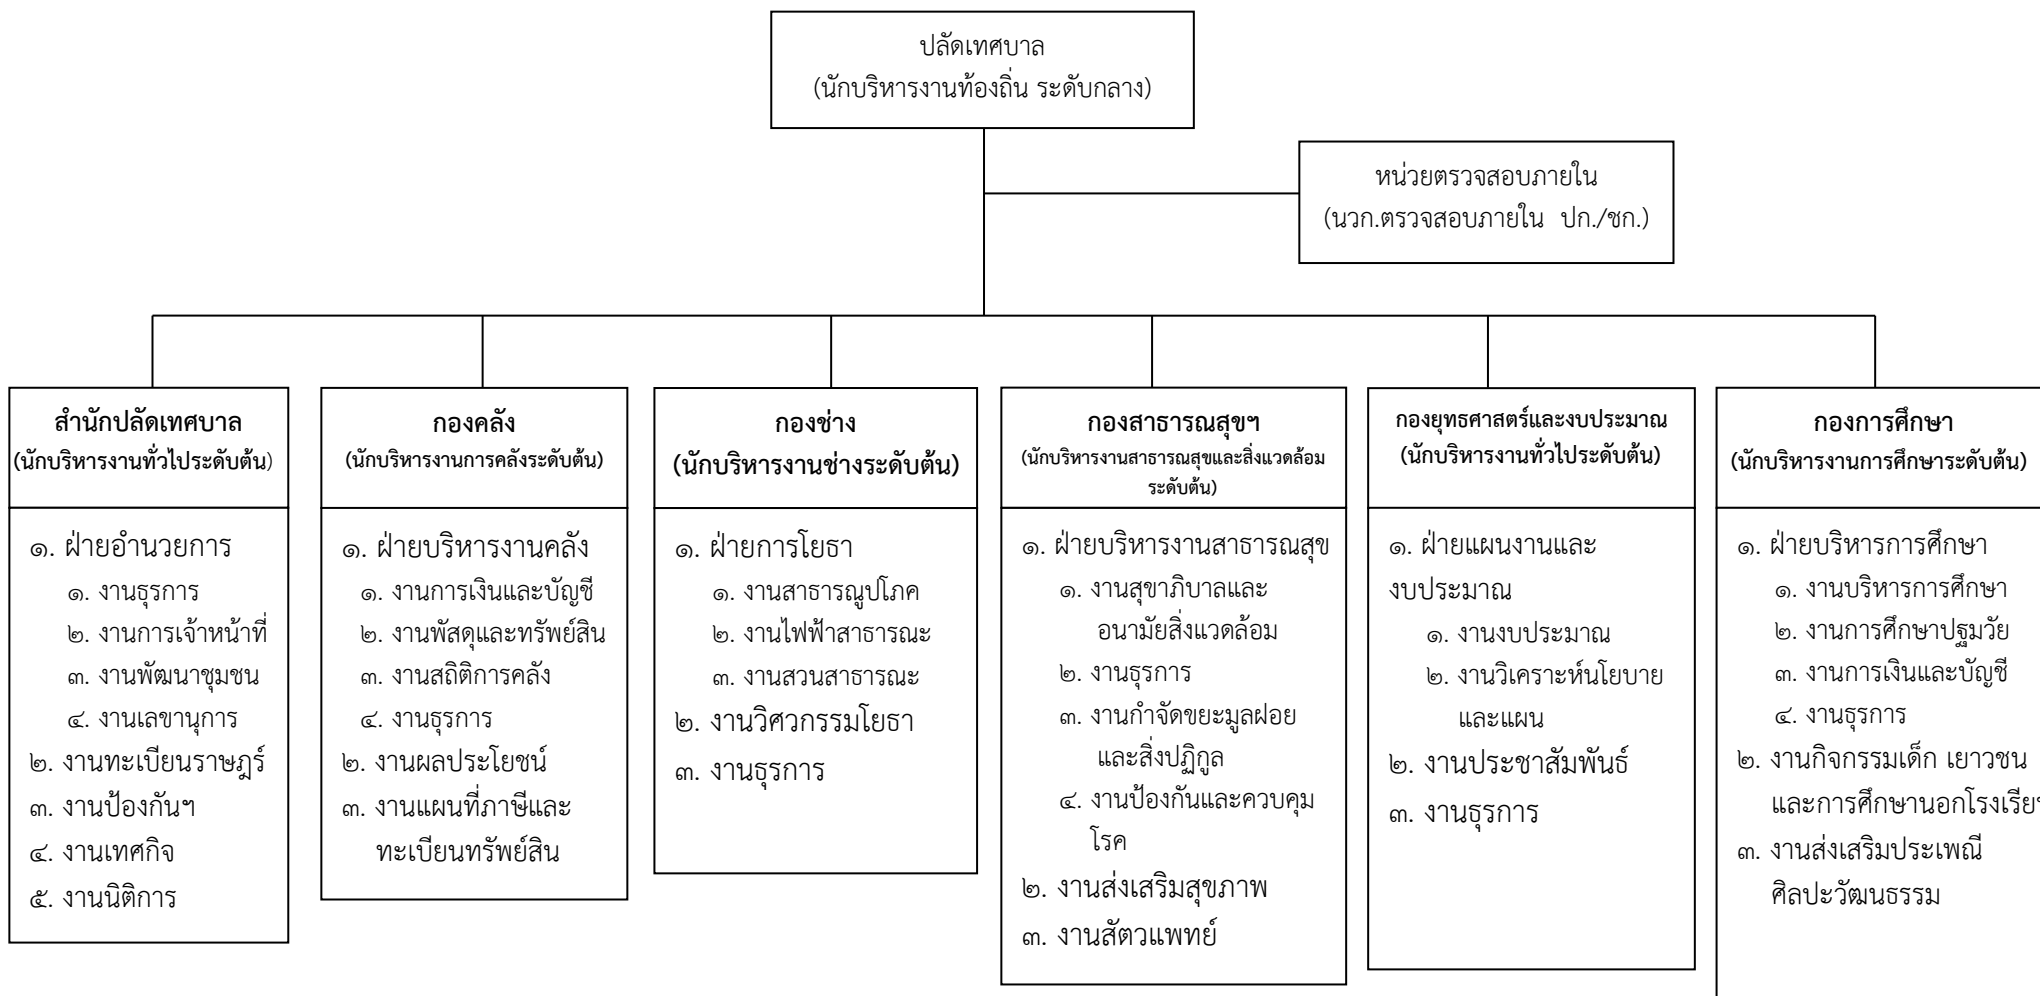 ปลัดเทศบาล
(นักบริหารงานท้องถิ่น ระดับกลาง)
หน่วยตรวจสอบภายใน
(นวก.ตรวจสอบภายใน ปก./ชก.)
สำนักปลัดเทศบาล
(นักบริหารงานทั่วไประดับต้น)
๑. ฝ่ายอำนวยการ
๑. งานธุรการ
๒. งานการเจ้าหน้าที่
๓. งานพัฒนาชุมชน
๔. งานเลขานุการ
๒. งานทะเบียนราษฎร์
๓. งานป้องกันฯ
๔. งานเทศกิจ
๕. งานนิติการ
กองคลัง
(นักบริหารงานการคลังระดับต้น)
๑. ฝ่ายบริหารงานคลัง
๑. งานการเงินและบัญชี
๒. งานพัสดุและทรัพย์สิน
๓. งานสถิติการคลัง
๔. งานธุรการ
๒. งานผลประโยชน์
๓. งานแผนที่ภาษีและ
ทะเบียนทรัพย์สิน
กองช่าง
(นักบริหารงานช่างระดับต้น)
๑. ฝ่ายการโยธา
๑. งานสาธารณูปโภค
๒. งานไฟฟ้าสาธารณะ
๓. งานสวนสาธารณะ
๒. งานวิศวกรรมโยธา
๓. งานธุรการ
กองสาธารณสุขฯ
(นักบริหารงานสาธารณสุขและสิ่งแวดล้อม
ระดับต้น)
๑. ฝ่ายบริหารงานสาธารณสุข
๑. งานสุขาภิบาลและ
อนามัยสิ่งแวดล้อม
๒. งานธุรการ
๓. งานกำจัดขยะมูลฝอย
และสิ่งปฏิกูล
๔. งานป้องกันและควบคุม
โรค
๒. งานส่งเสริมสุขภาพ
๓. งานสัตวแพทย์
กองยุทธศาสตร์และงบประมาณ
(นักบริหารงานทั่วไประดับต้น)
๑. ฝ่ายแผนงานและ
งบประมาณ
๑. งานงบประมาณ
๒. งานวิเคราะห์นโยบาย
และแผน
๒. งานประชาสัมพันธ์
๓. งานธุรการ
กองการศึกษา
(นักบริหารงานการศึกษาระดับต้น)
๑. ฝ่ายบริหารการศึกษา
๑. งานบริหารการศึกษา
๒. งานการศึกษาปฐมวัย
๓. งานการเงินและบัญชี
๔. งานธุรการ
๒. งานกิจกรรมเด็ก เยาวชน
และการศึกษานอกโรงเรียน
๓. งานส่งเสริมประเพณี
ศิลปะวัฒนธรรม